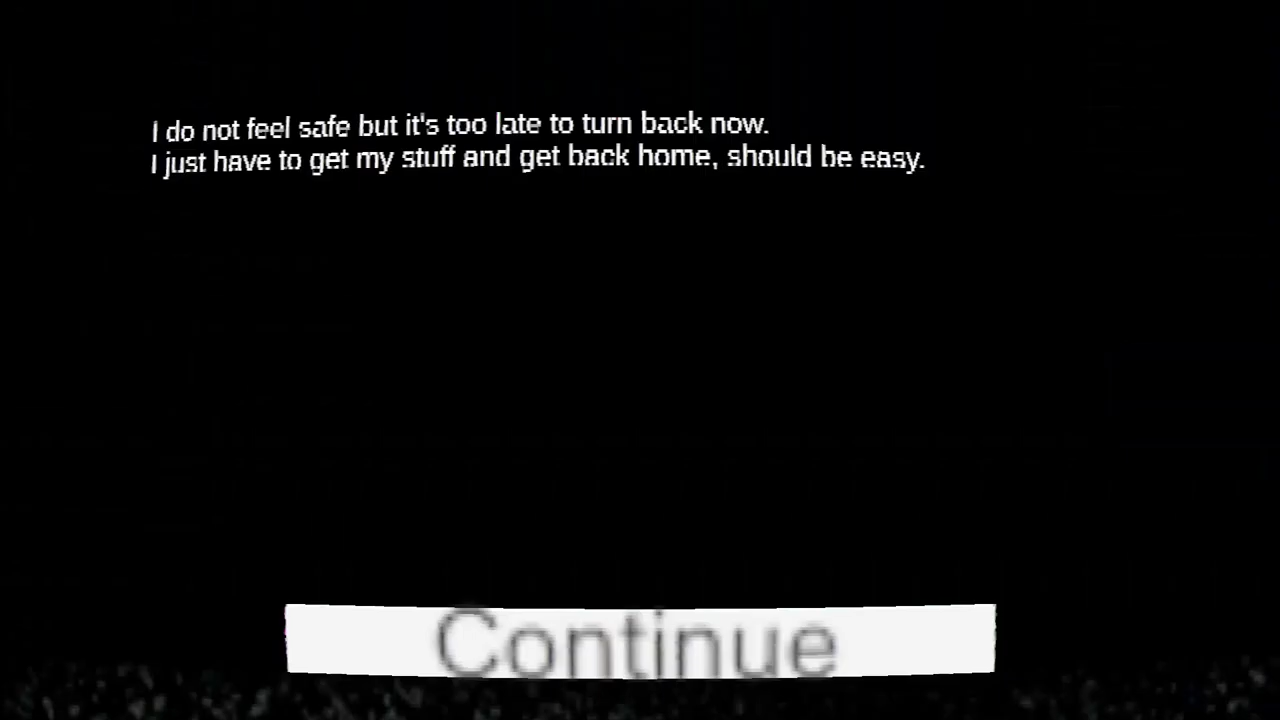 I do not feel safe but it's too late to turn back now.
I just have to get my stuff and get back home, should be easy.
Continue